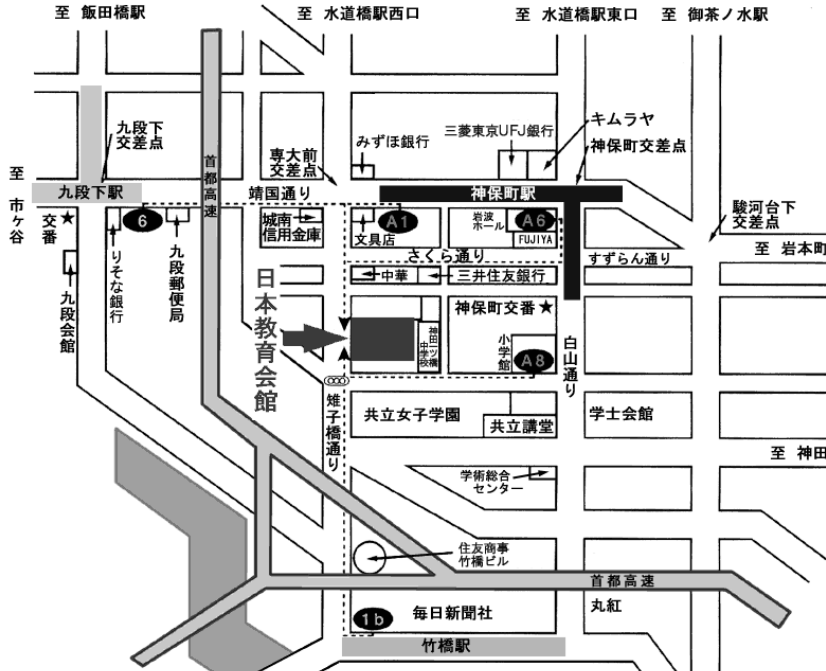 至 飯田橋駅
至 水道橋駅西口
至 水道橋駅東口
至 御茶ノ水駅
九段下
交差点
首都高速
専大前
交差点
みずほ銀行
三菱東京UFJ銀行
キムラヤ
神保町交差点
至 市ヶ谷
九段下駅
靖国通り
神保町駅
駿河台下
交差点
交番
6
城南
信用金庫
文具店
A1
岩波
ホール
A6
FUJIYA
さくら通り
すずらん通り
至 岩本町
りそな銀行
九段郵便局
九段会館
中華
三井住友銀行
日本教育会館
神保町交番
神田一ツ橋
中学校
小学館
A8
白山通り
雉子橋通り
共立女子学園
共立講堂
学士会館
至 神田
学術総合
センター
住友商事
竹橋ビル
首都高速
1b
毎日新聞社
丸紅
竹橋駅